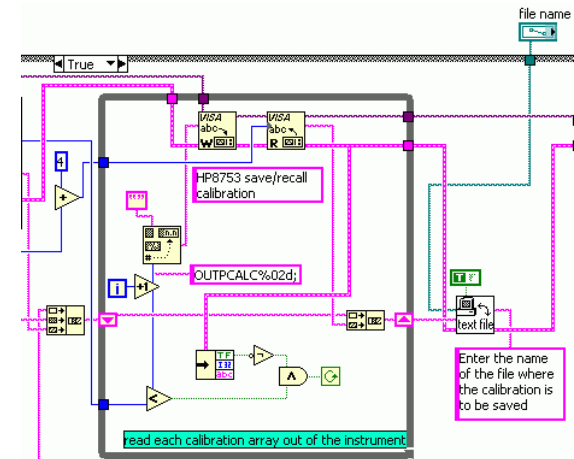 file name
True
VISA
abc
W
VISA
abc
R
4
HP8753 save/recall
calibration
""
n.n
#
OUTPCALC%02d;
i
+1
+
T F
text file
TF
I32
abc
<
Enter the name
of the file where
the calibration is
to be saved
read each calibration array out of the instrument